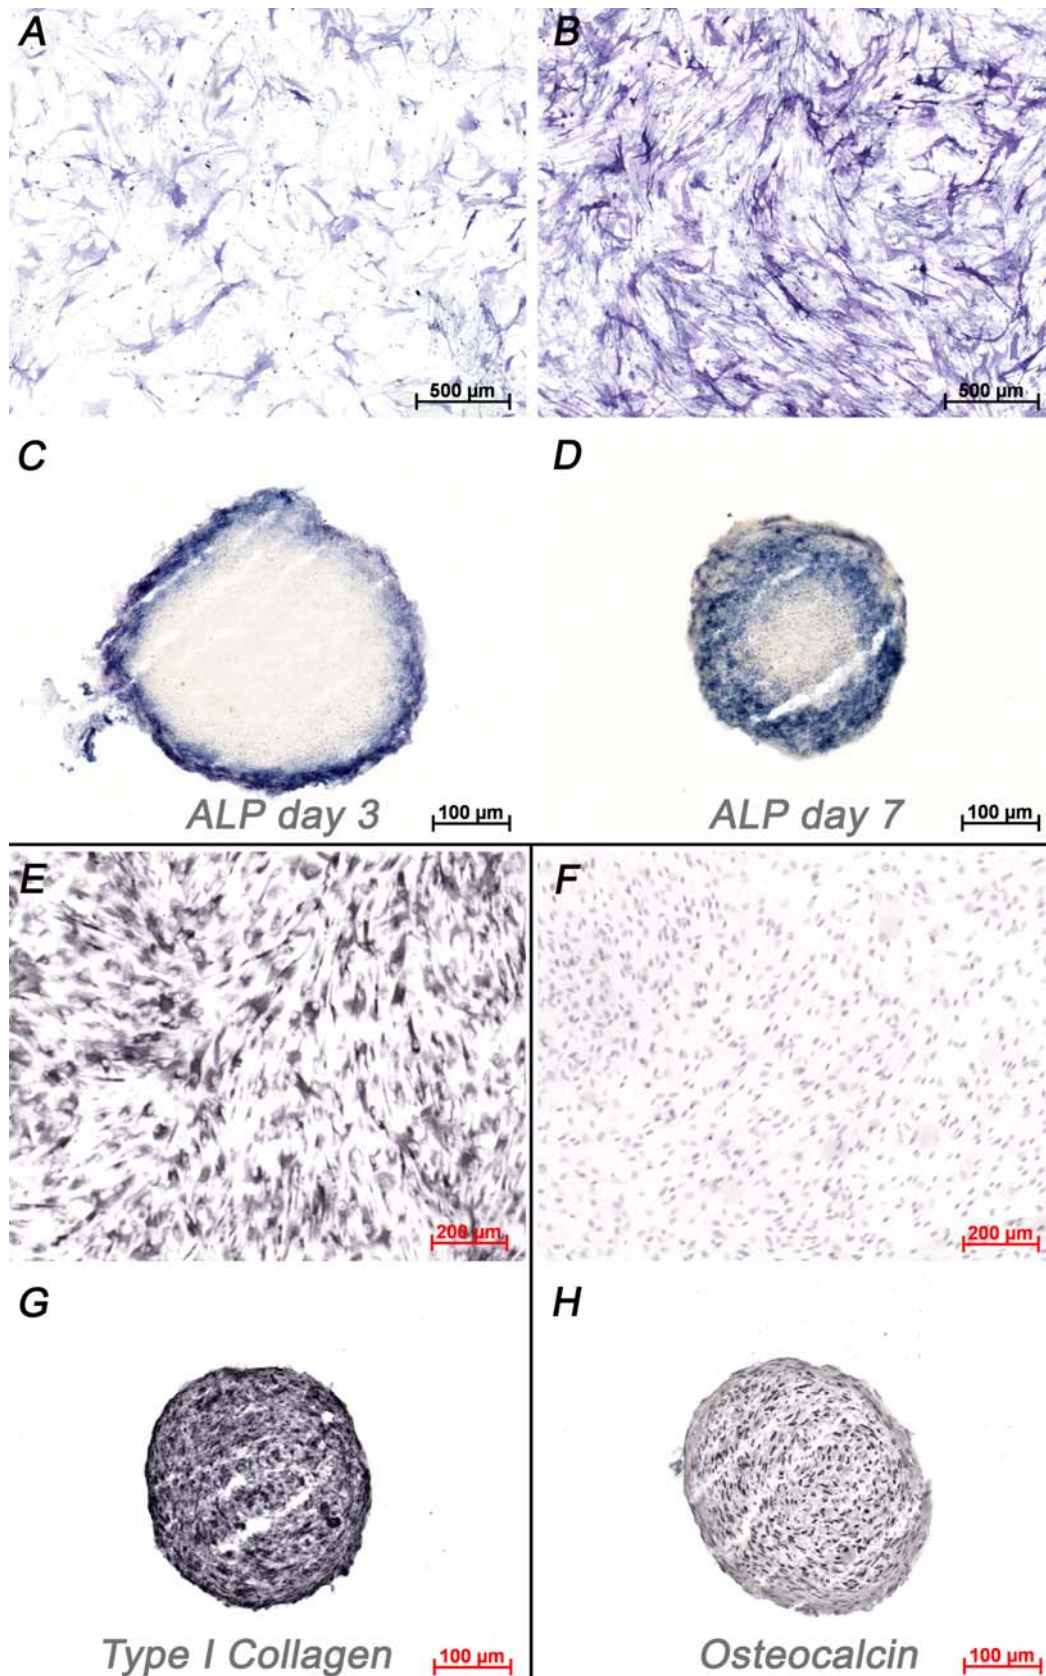 A
B
500 µm
500 µm
C
D
ALP day 3
100 µm
ALP day 7
100 µm
E
F
200 µm
200 µm
G
H
Type I Collagen
100 µm
Osteocalcin
100 µm